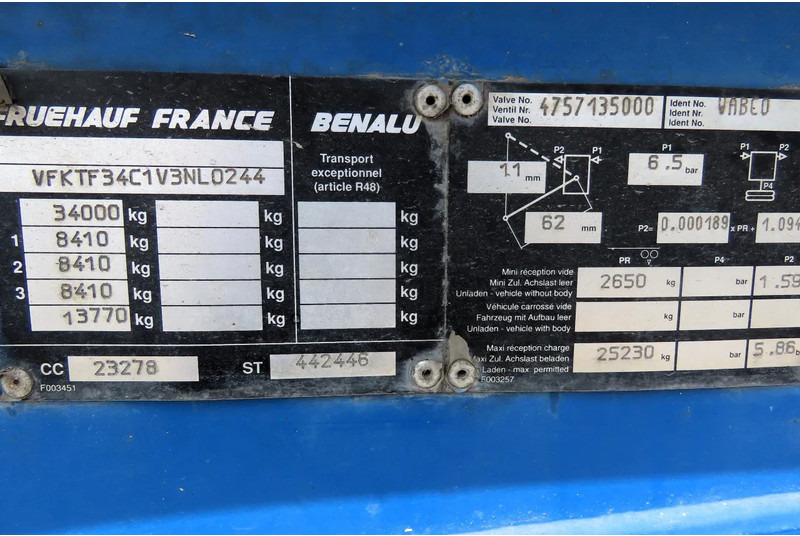 FRUEHAUF FRANCE
VFKTF34C1V3NL0244
34000 kg kg
1 8410 kg kg
2 8410 kg kg
3 8410 kg kg
13770 kg kg
BENALU
Transport
exceptionnel
(article R48)
kg
kg
kg
kg
kg
CC 23278 ST 442446
F003451
Valve No.
Ventil Nr. 4757135000
Valve No.
Ident No.
Ident Nr. WABCO
Ident No.
P2 P1 P1 P2
11 mm 6.5 bar
P4
62 mm P2= 0.000189 x PR + 1.094
PR P4 P2
Mini réception vide
Mini Zul. Achslast leer 2650 kg bar 1.59
Unladen - vehicle without body
Véhicule carrossé vide
Fahrzeug mit Aufbau leer kg bar
Unladen - vehicle with body
Maxi réception charge
Maxi Zul. Achslast beladen 25230 kg bar 5.86
Laden - max. permitted
F003257